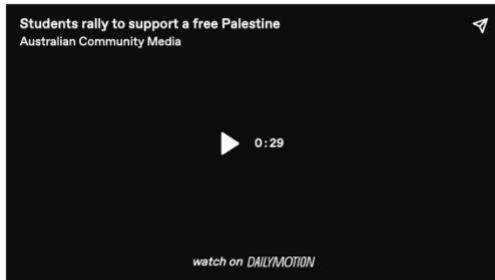 Students rally to support a free Palestine
Australian Community Media
0:29
watch on DAILYMOTION